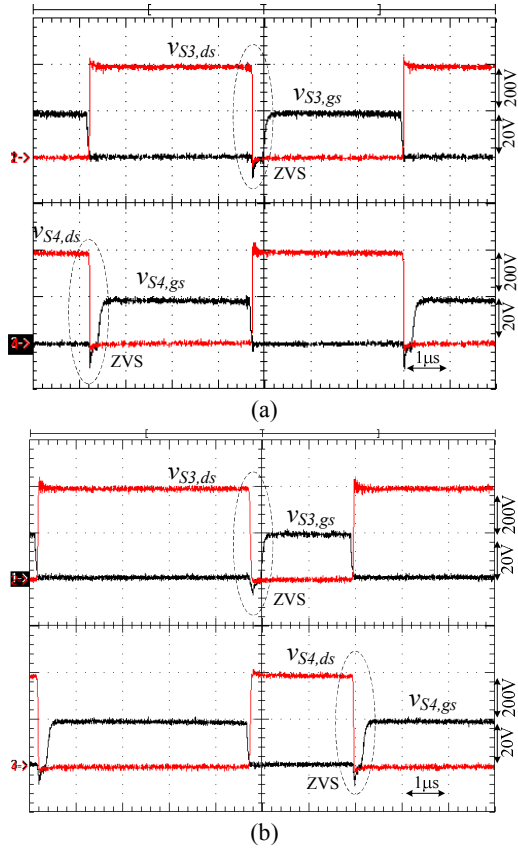 vS3,ds
vS3,gs
200V
20V
ZVS
vS4,ds
vS4,gs
200V
20V
ZVS
1µs
(a)
vS3,ds
vS3,gs
200V
20V
ZVS
vS4,ds
vS4,gs
200V
20V
ZVS
1µs
(b)